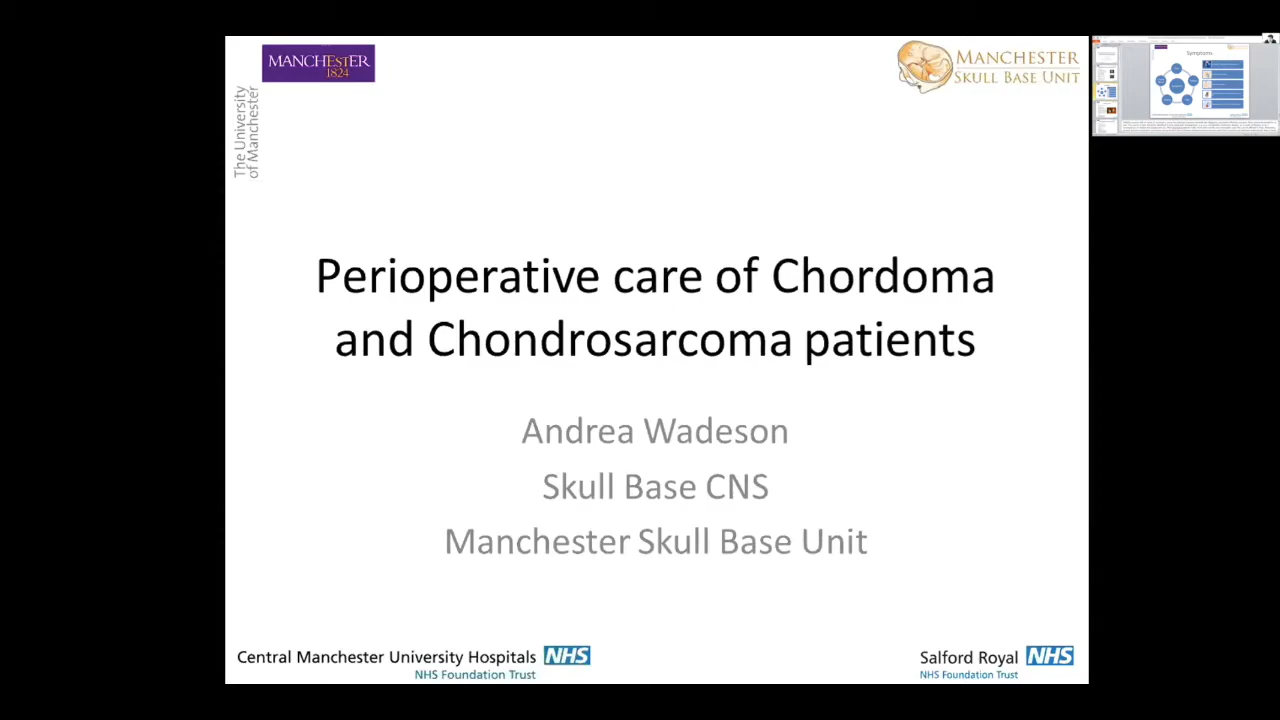 MANCHESTER
1824
The University
of Manchester
MANCHESTER
SKULL BASE UNIT
Symptoms
Perioperative care of Chordoma
and Chondrosarcoma patients
Andrea Wadeson
Skull Base CNS
Manchester Skull Base Unit
Central Manchester University Hospitals NHS
NHS Foundation Trust
Salford Royal NHS
NHS Foundation Trust